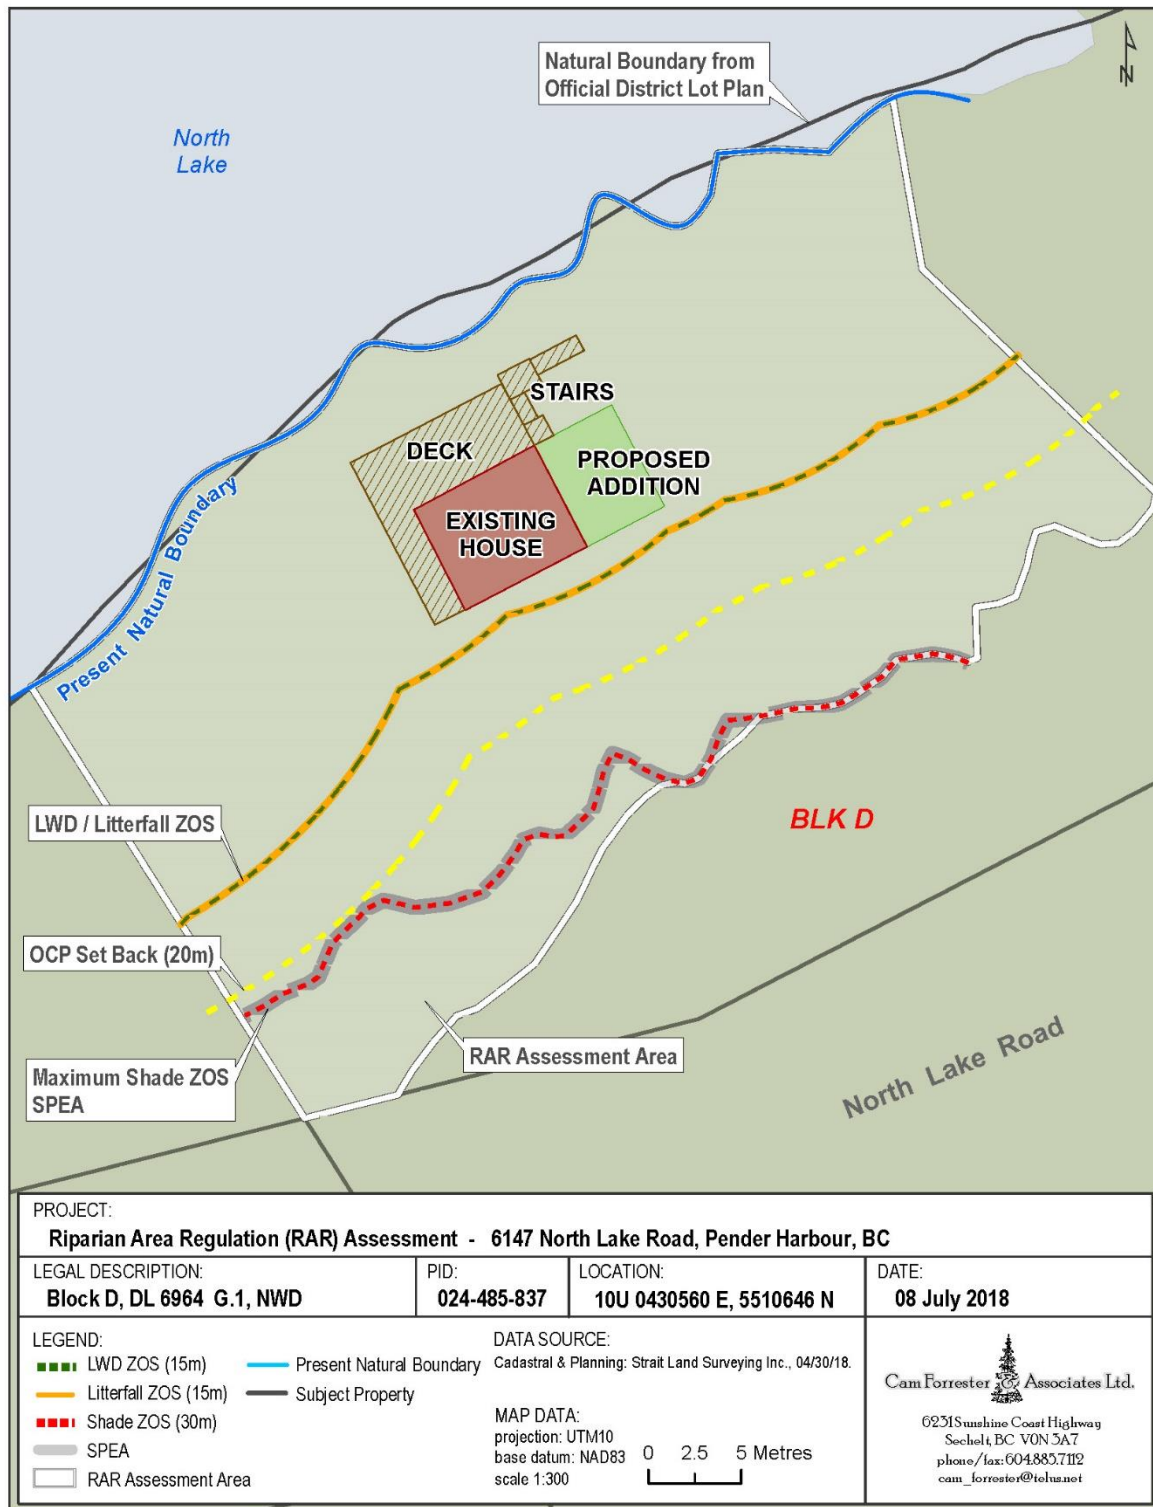 Natural Boundary from
Official District Lot Plan
N
North
Lake
STAIRS
DECK
PROPOSED
ADDITION
EXISTING
HOUSE
Present Natural Boundary
LWD / Litterfall ZOS
BLK D
OCP Set Back (20m)
RAR Assessment Area
Maximum Shade ZOS
SPEA
North Lake Road
PROJECT:
Riparian Area Regulation (RAR) Assessment - 6147 North Lake Road, Pender Harbour, BC
LEGAL DESCRIPTION:
Block D, DL 6964 G.1, NWD
PID:
024-485-837
LOCATION:
10U 0430560 E, 5510646 N
DATE:
08 July 2018
LEGEND:
LWD ZOS (15m)
Litterfall ZOS (15m)
Shade ZOS (30m)
SPEA
RAR Assessment Area
Present Natural Boundary
Subject Property
DATA SOURCE:
Cadastral & Planning: Strait Land Surveying Inc., 04/30/18.
MAP DATA:
projection: UTM10
base datum: NAD83
scale 1:300
0 2.5 5 Metres
Cam Forrester & Associates Ltd.
6231 Sunshine Coast Highway
Sechelt, BC V0N 3A7
phone/fax: 604.885.7112
cam_forrester@telus.net